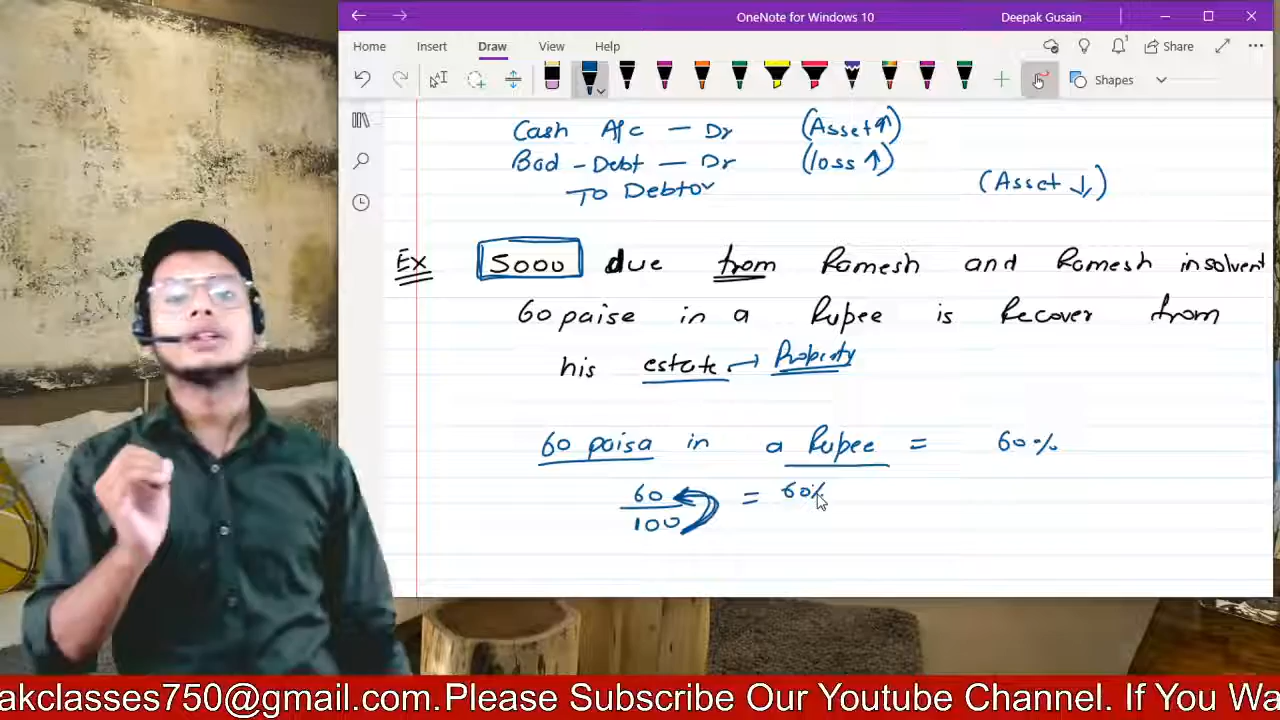 OneNote for Windows 10
Deepak Gusain
Home Insert Draw View Help
Share
Shapes
Cash A/c - Dr (Asset ↑)
Bad - Debt - Dr (loss ↑)
To Debtor (Asset ↓)
Ex 5000 due from Ramesh and Ramesh insolvent
60 paise in a Rupee is Recover from
his estate → Property
60 paisa in a Rupee = 60%
60/100 = 60%
akclasses750@gmail.com.Please Subscribe Our Youtube Channel. If You Wa